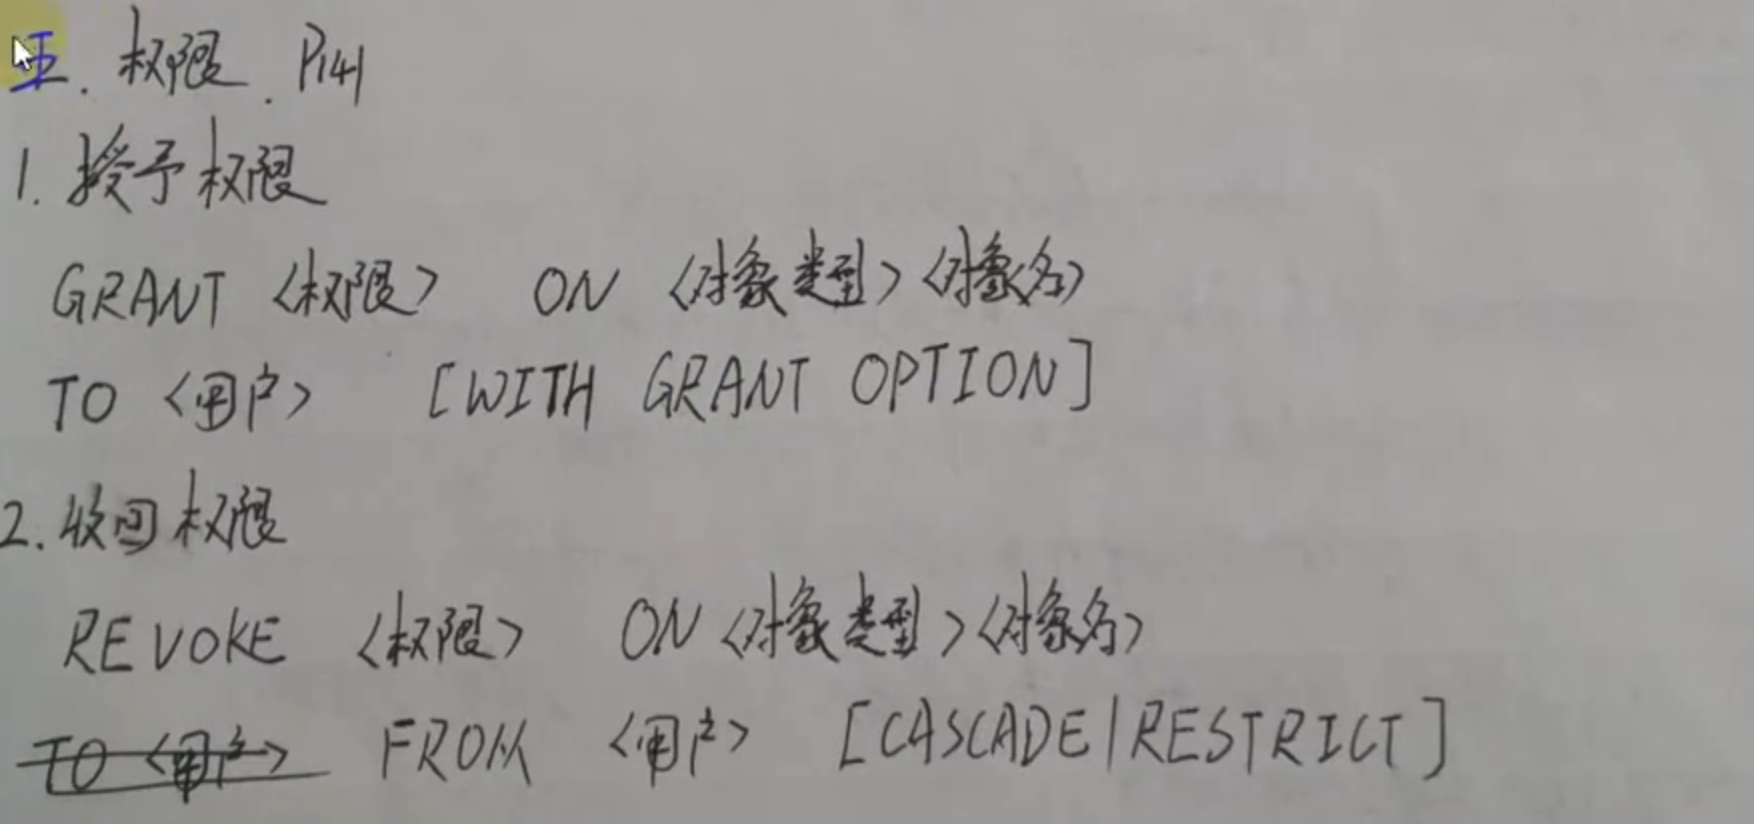 五. 权限. P141
1. 授予权限
GRANT <权限> ON <对象类型><对象名>
TO <用户> [WITH GRANT OPTION]
2. 收回权限
REVOKE <权限> ON <对象类型><对象名>
TO <用户> FROM <用户> [CASCADE|RESTRICT]